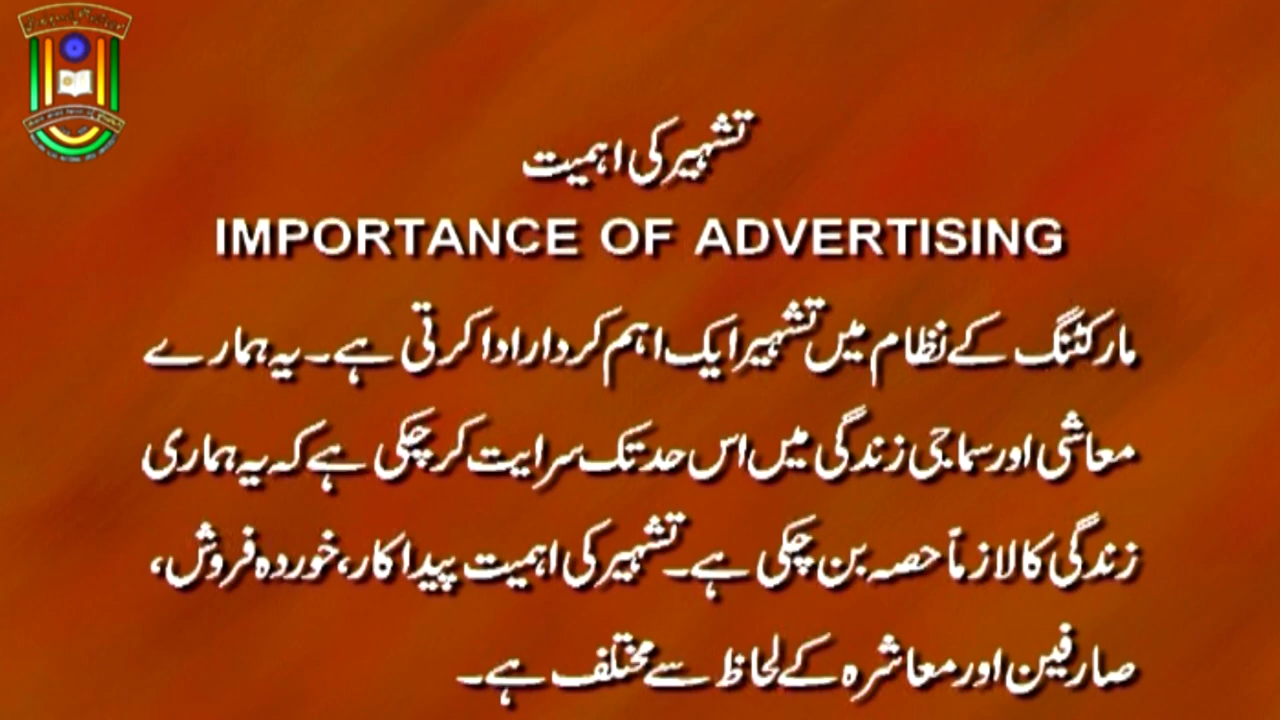 تشہیر کی اہمیت
IMPORTANCE OF ADVERTISING
مارکٹنگ کے نظام میں تشہیر ایک اہم کردار ادا کرتی ہے۔ یہ ہمارے
معاشی اور سماجی زندگی میں اس حد تک سرایت کر چکی ہے کہ یہ ہماری
زندگی کا لازماً حصہ بن چکی ہے۔ تشہیر کی اہمیت پیدا کار، خوردہ فروش،
صارفین اور معاشرہ کے لحاظ سے مختلف ہے۔